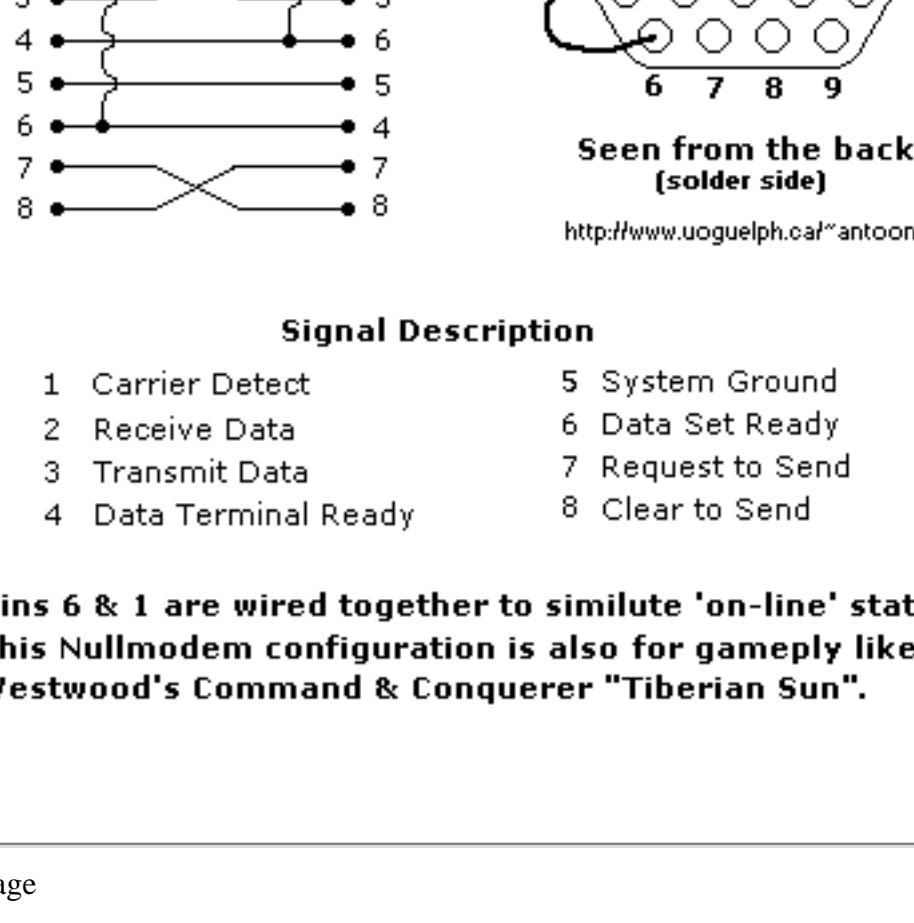 3 3
4 6
5 5
6 4
7 7
8 8
6 7 8 9
Seen from the back
(solder side)
http://www.uoguelph.ca/~antoon
Signal Description
1 Carrier Detect
2 Receive Data
3 Transmit Data
4 Data Terminal Ready
5 System Ground
6 Data Set Ready
7 Request to Send
8 Clear to Send
ins 6 & 1 are wired together to similute 'on-line' stat
his Nullmodem configuration is also for gameply like
Westwood's Command & Conquerer "Tiberian Sun".
age